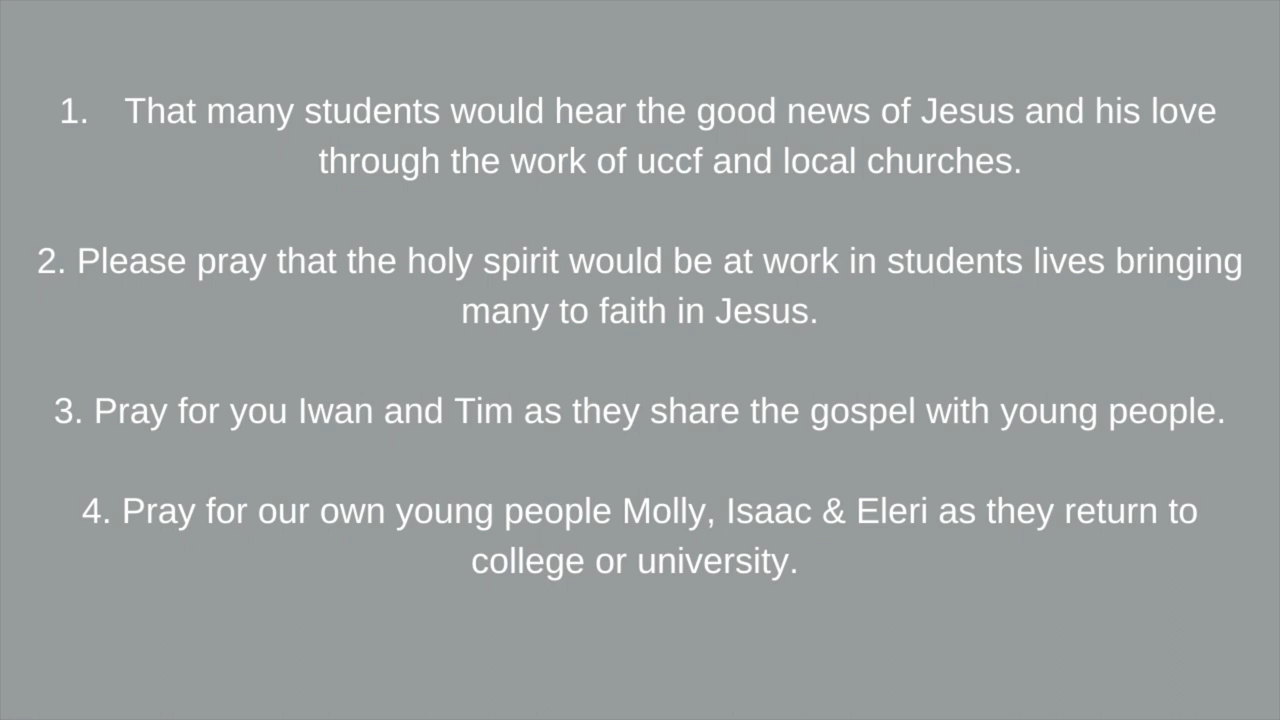 1. That many students would hear the good news of Jesus and his love
through the work of uccf and local churches.
2. Please pray that the holy spirit would be at work in students lives bringing
many to faith in Jesus.
3. Pray for you Iwan and Tim as they share the gospel with young people.
4. Pray for our own young people Molly, Isaac & Eleri as they return to
college or university.